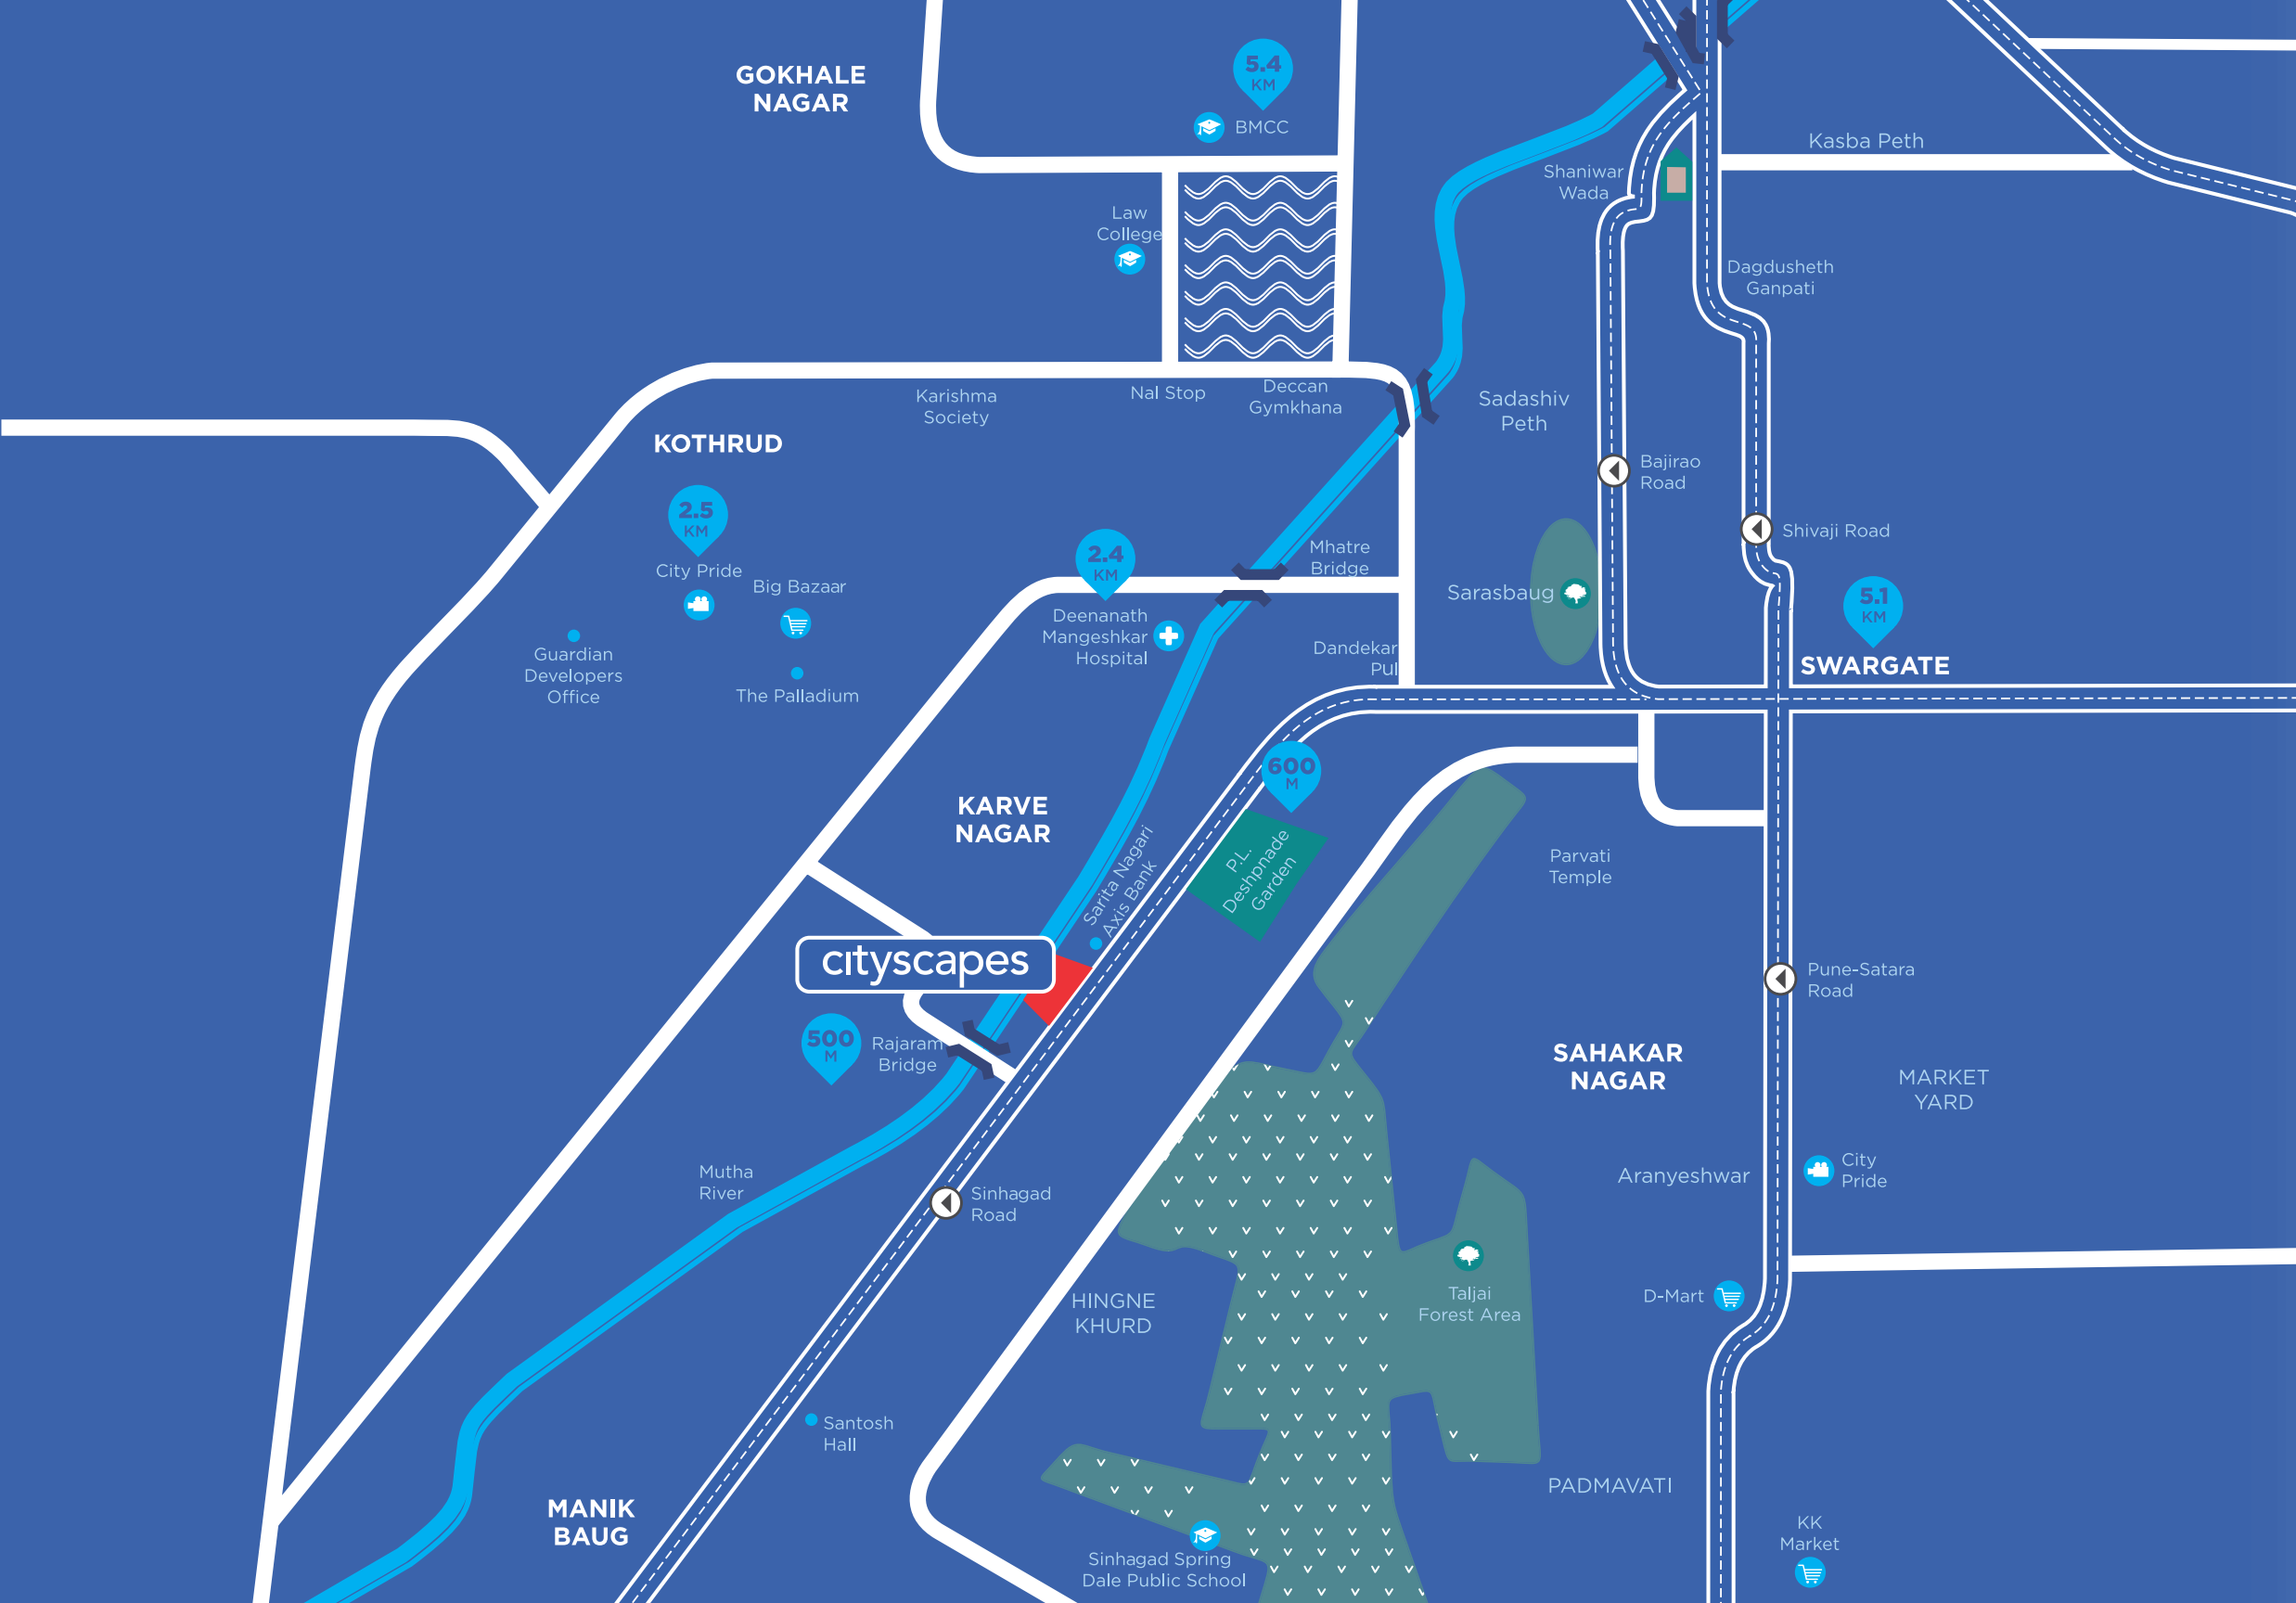 GOKHALE
NAGAR
5.4
KM
BMCC
Kasba Peth
Shaniwar
Wada
Law
College
Dagdusheth
Ganpati
Karishma
Society
Nal Stop
Deccan
Gymkhana
Sadashiv
Peth
KOTHRUD
Bajirao
Road
2.5
KM
City Pride
Big Bazaar
Shivaji Road
2.4
KM
Mhatre
Bridge
Sarasbaug
5.1
KM
Deenanath
Mangeshkar
Hospital
Guardian
Developers
Office
The Palladium
Dandekar
Pul
SWARGATE
600
M
KARVE
NAGAR
Sarita Nagari
Axis Bank
P.L.
Deshpnade
Garden
Parvati
Temple
cityscapes
Pune-Satara
Road
500
M
Rajaram
Bridge
SAHAKAR
NAGAR
MARKET
YARD
Mutha
River
Sinhagad
Road
Aranyeshwar
City
Pride
HINGNE
KHURD
Taljai
Forest Area
D-Mart
Santosh
Hall
PADMAVATI
MANIK
BAUG
KK
Market
Sinhagad Spring
Dale Public School